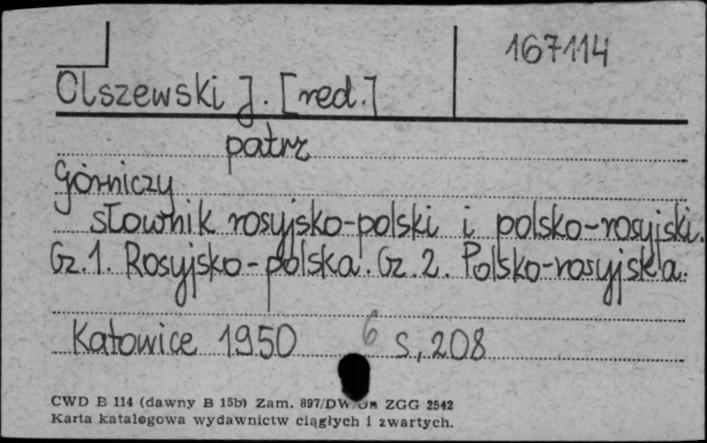 167114
Olszewski J. [red.]
patrz
Górniczy
słownik rosyjsko-polski i polsko-rosyjski.
Cz. 1. Rosyjsko-polska. Cz. 2. Polsko-rosyjska.
Katowice 1950 6 s, 208
CWD B 114 (dawny B 15b) Zam. 897/DW/Dm ZGG 2542
Karta katalogowa wydawnictw ciągłych i zwartych.